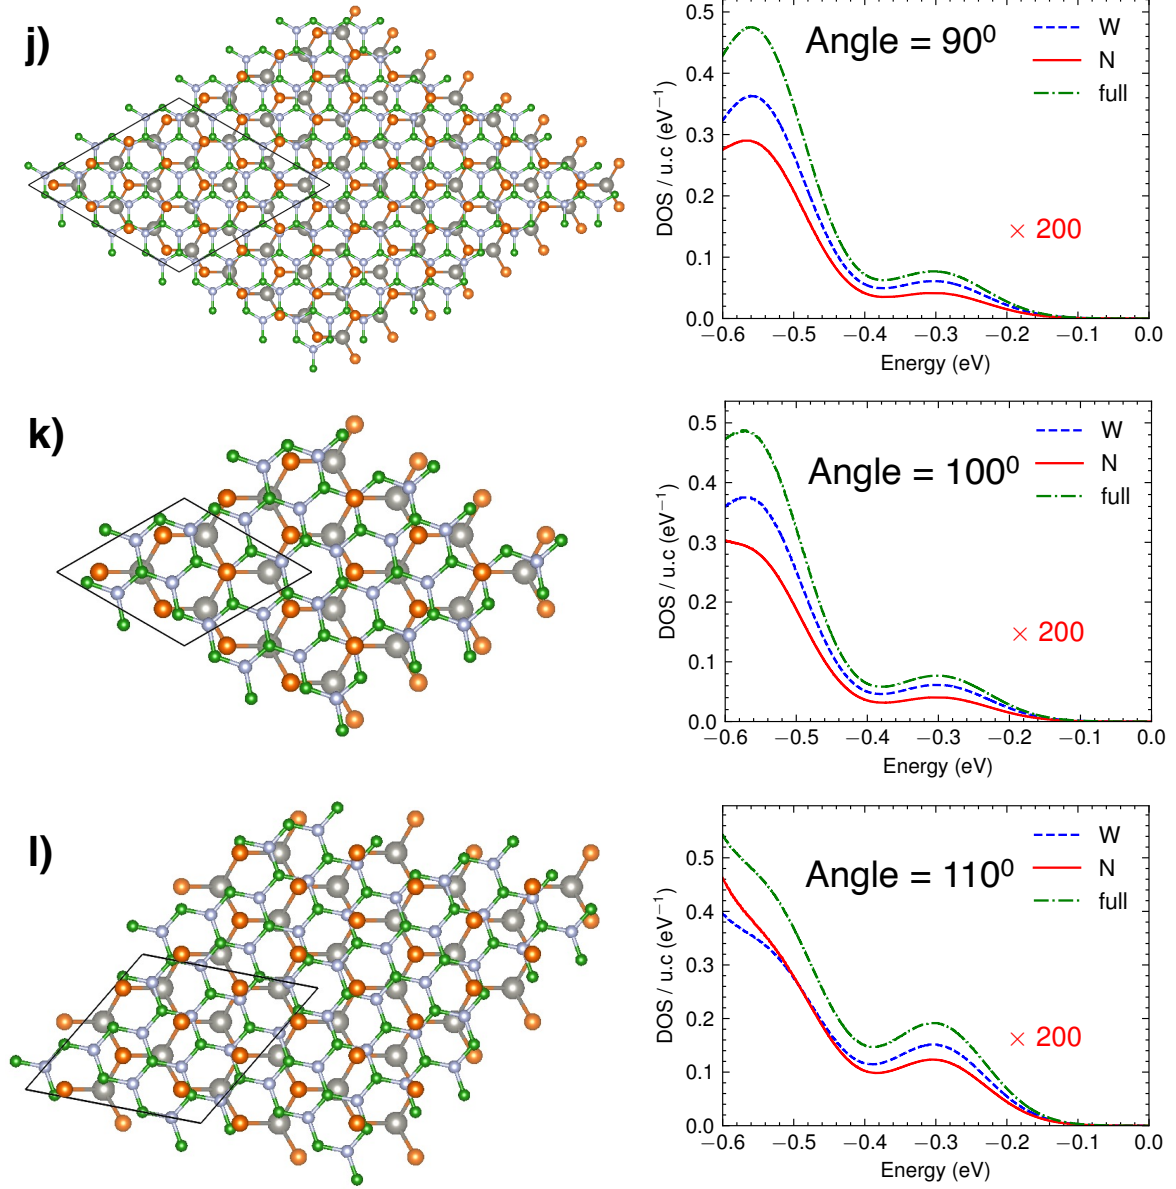 j)
Angle = 90⁰
W
N
full
× 200
DOS / u.c (eV⁻¹)
0.5
0.4
0.3
0.2
0.1
0.0
−0.6 −0.5 −0.4 −0.3 −0.2 −0.1 0.0
Energy (eV)
k)
Angle = 100⁰
W
N
full
× 200
DOS / u.c (eV⁻¹)
0.5
0.4
0.3
0.2
0.1
0.0
−0.6 −0.5 −0.4 −0.3 −0.2 −0.1 0.0
Energy (eV)
l)
Angle = 110⁰
W
N
full
× 200
DOS / u.c (eV⁻¹)
0.5
0.4
0.3
0.2
0.1
0.0
−0.6 −0.5 −0.4 −0.3 −0.2 −0.1 0.0
Energy (eV)